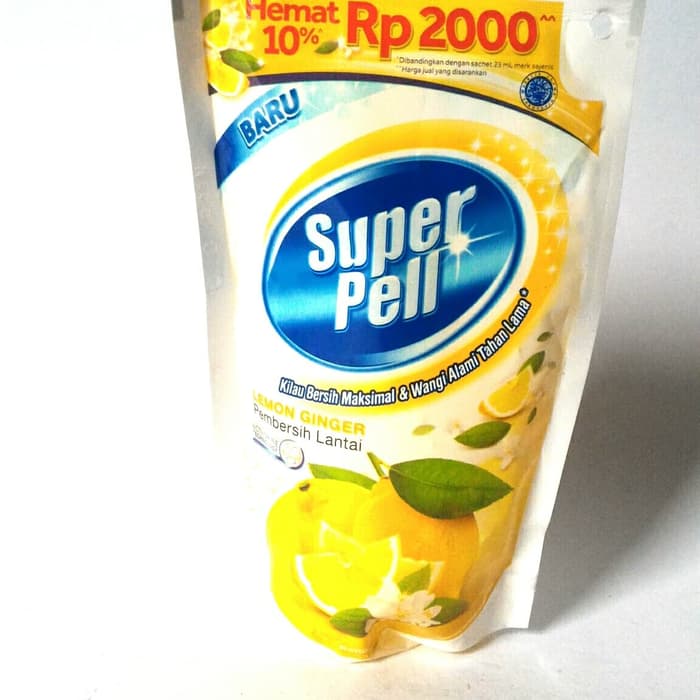 Hemat
10%^
Rp 2000^^
^Dibandingkan dengan sachet 23 mL merk sejenis
^^Harga jual yang disarankan
BARU
Super
Pell
Kilau Bersih Maksimal & Wangi Alami Tahan Lama*
LEMON GINGER
Pembersih Lantai